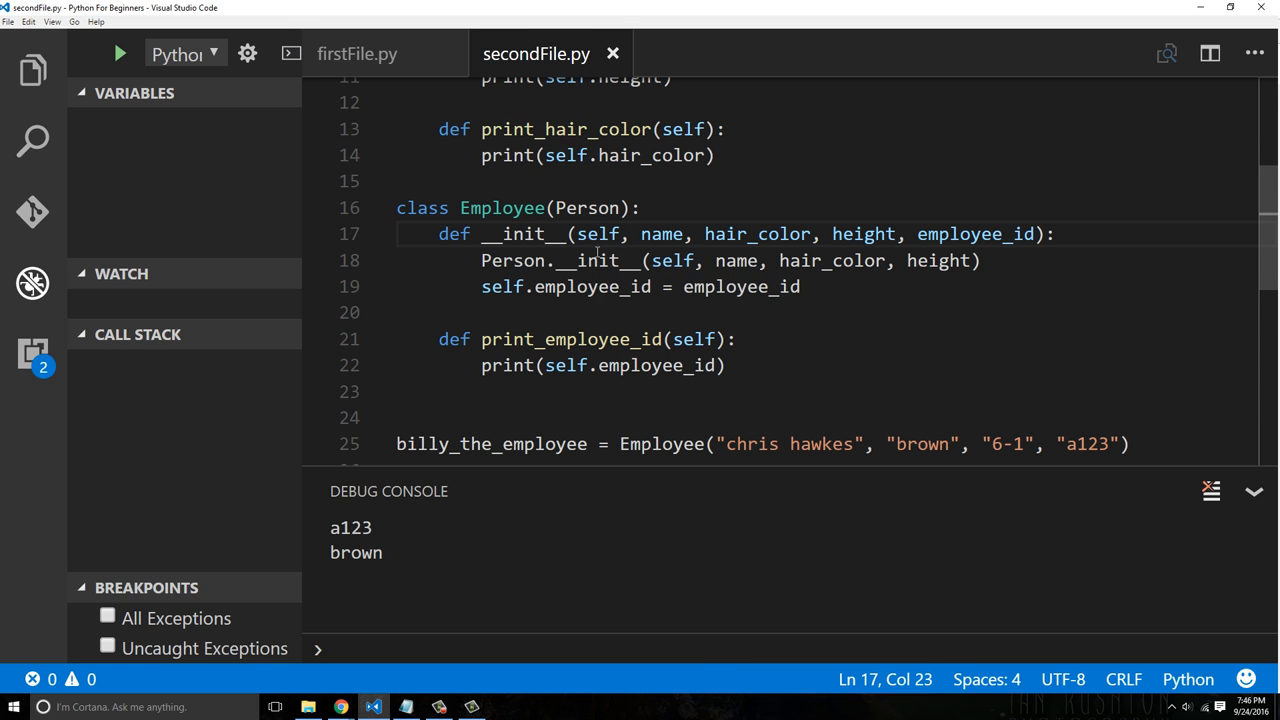 secondFile.py - Python For Beginners - Visual Studio Code
File Edit View Go Help
Pythor
firstFile.py
secondFile.py
VARIABLES
WATCH
CALL STACK
2
BREAKPOINTS
All Exceptions
Uncaught Exceptions
11 print(self.height)
12
13 def print_hair_color(self):
14 print(self.hair_color)
15
16 class Employee(Person):
17 def __init__(self, name, hair_color, height, employee_id):
18 Person.__init__(self, name, hair_color, height)
19 self.employee_id = employee_id
20
21 def print_employee_id(self):
22 print(self.employee_id)
23
24
25 billy_the_employee = Employee("chris hawkes", "brown", "6-1", "a123")
DEBUG CONSOLE
a123
brown
0 0
Ln 17, Col 23 Spaces: 4 UTF-8 CRLF Python
I'm Cortana. Ask me anything.
7:46 PM
9/24/2016